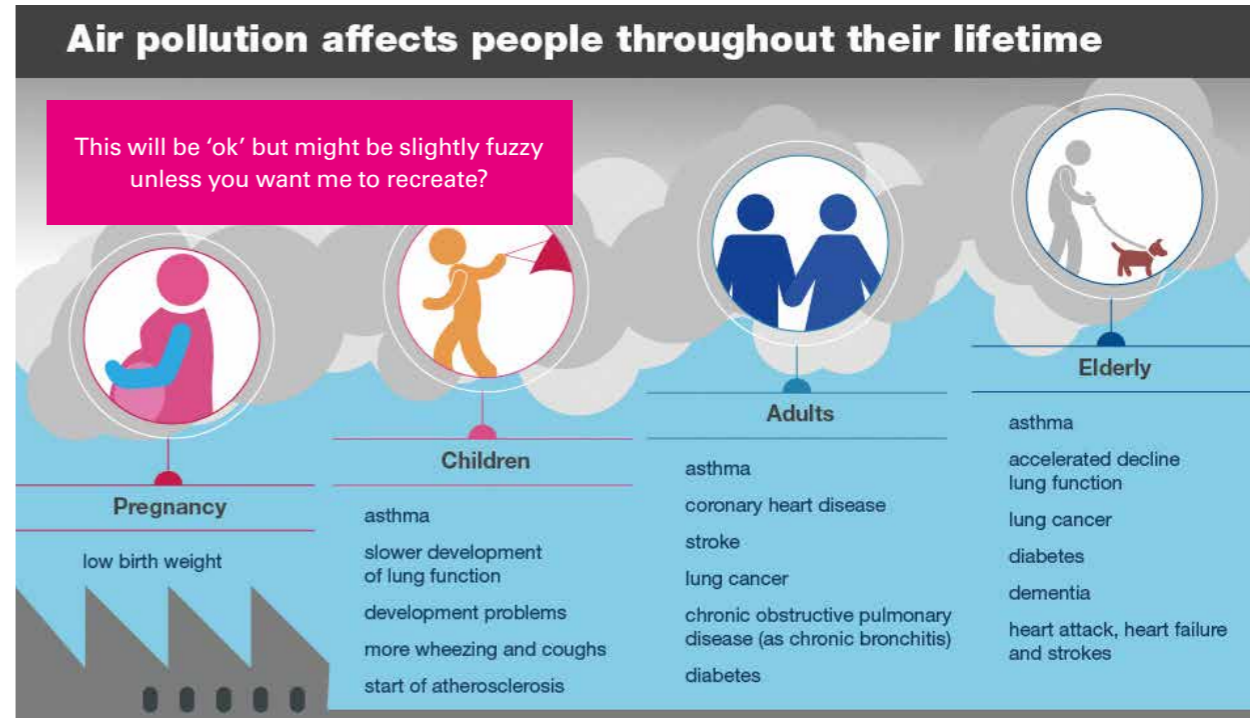 Air pollution affects people throughout their lifetime
This will be ‘ok’ but might be slightly fuzzy
unless you want me to recreate?
Pregnancy
low birth weight
Children
asthma
slower development
of lung function
development problems
more wheezing and coughs
start of atherosclerosis
Adults
asthma
coronary heart disease
stroke
lung cancer
chronic obstructive pulmonary
disease (as chronic bronchitis)
diabetes
Elderly
asthma
accelerated decline
lung function
lung cancer
diabetes
dementia
heart attack, heart failure
and strokes